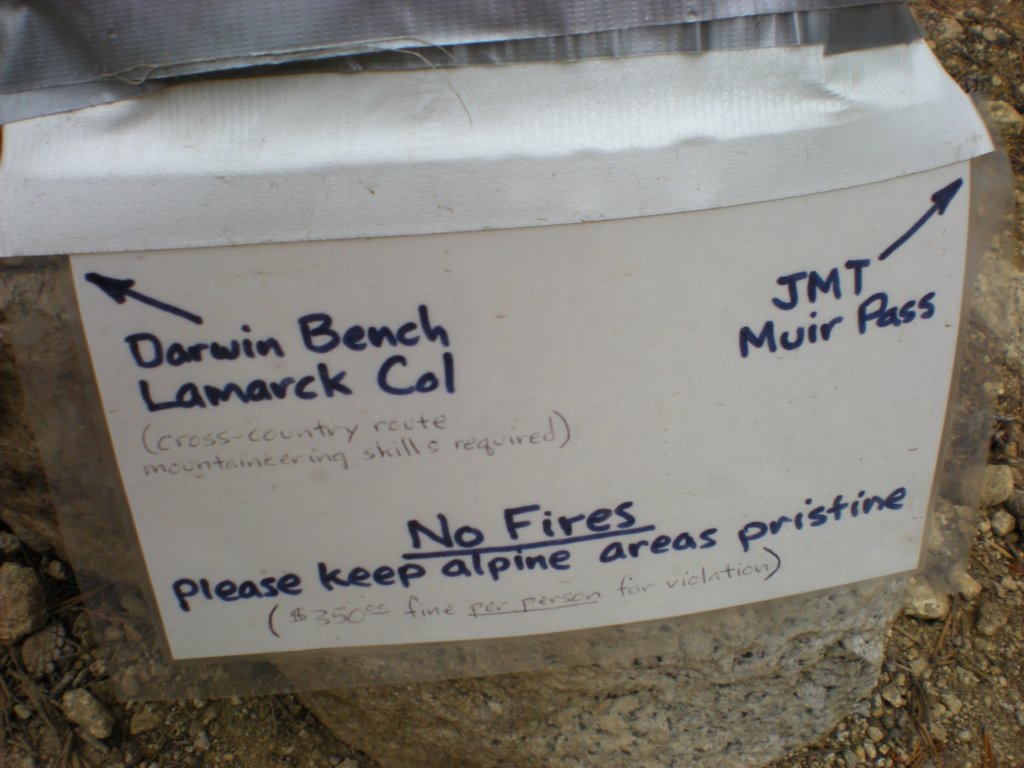 Darwin Bench
Lamarck Col
(cross-country route
mountaineering skills required)
JMT
Muir Pass
No Fires
please keep alpine areas pristine
($350⁰⁰ fine per person for violation)